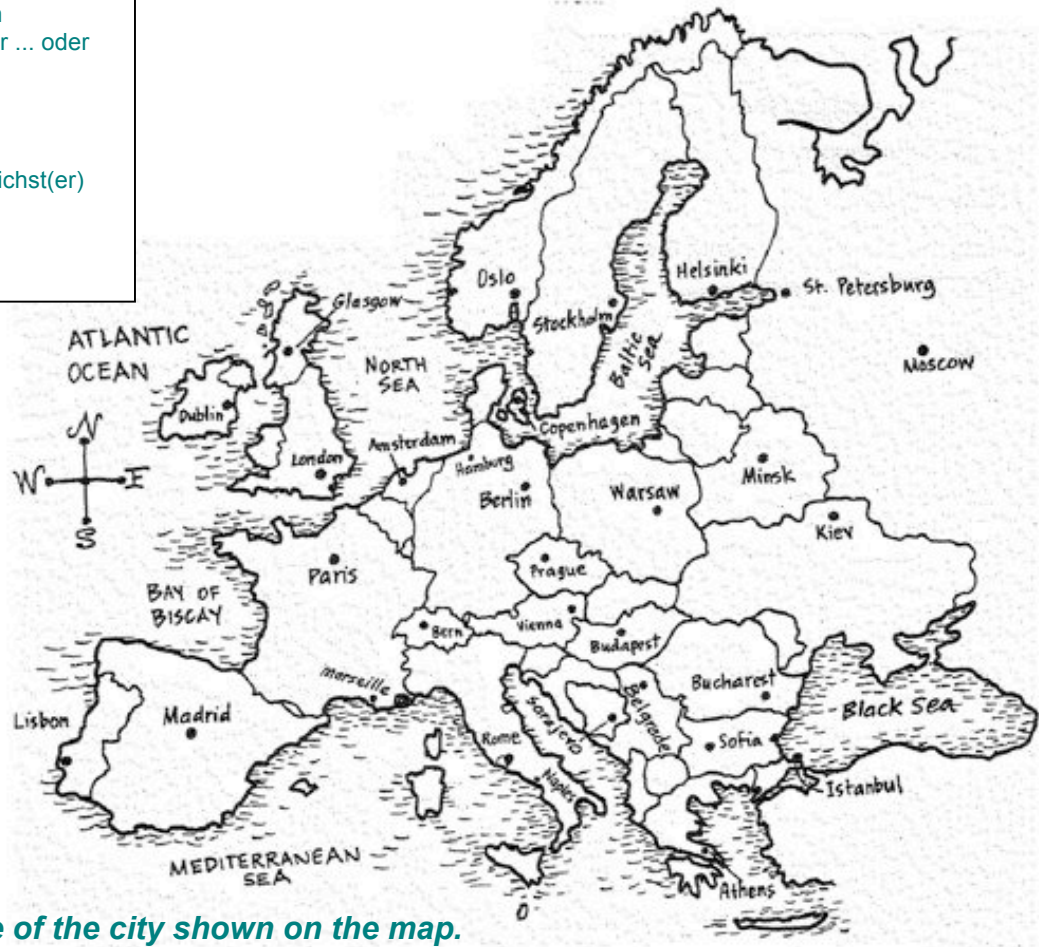 r ... oder
ichst(er)
ATLANTIC
OCEAN
Glasgow
NORTH
SEA
Dublin
London
Amsterdam
Hamburg
Berlin
Oslo
Stockholm
Helsinki
St. Petersburg
Moscow
Baltic
Sea
Copenhagen
Warsaw
Minsk
Kiev
N
W
E
S
BAY OF
BISCAY
Paris
Prague
Bern
Vienna
Budapest
Bucharest
Belgrade
Sarajevo
Marseille
Lisbon
Madrid
Rome
Naples
Sofia
Black Sea
Istanbul
Athens
MEDITERRANEAN
SEA
e of the city shown on the map.